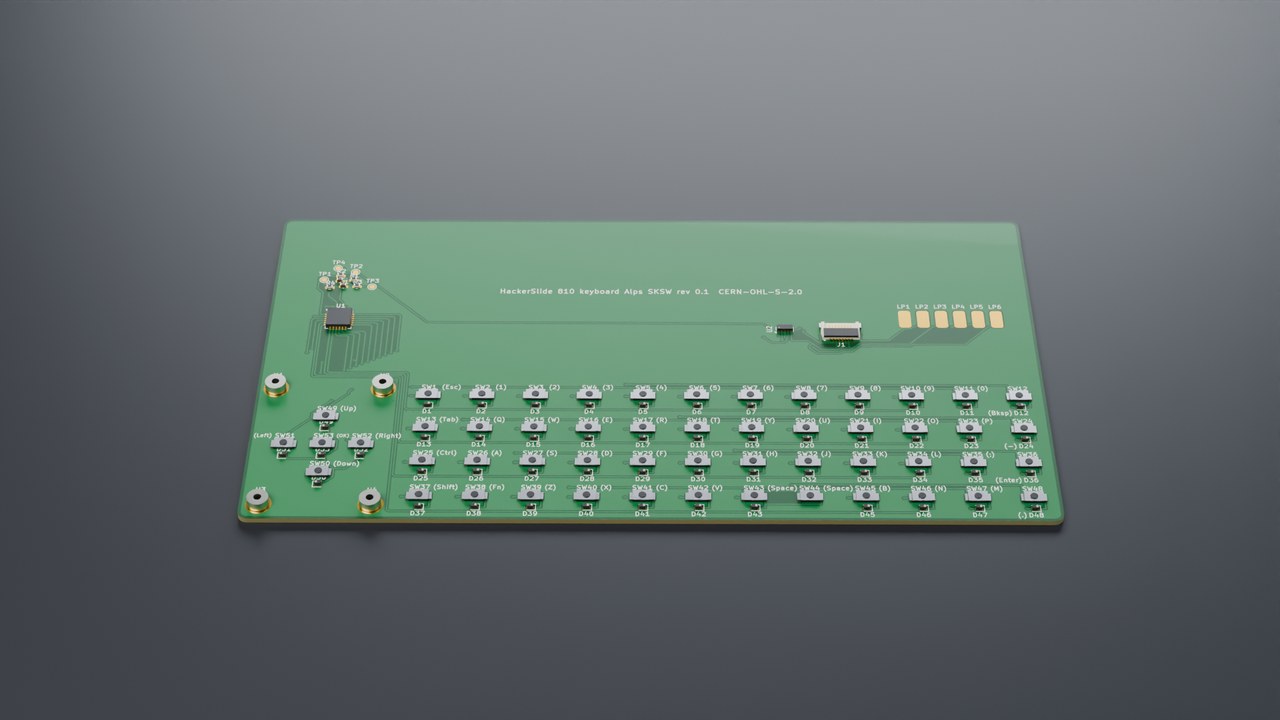 TP4
TP1 TP2
TP3
HackerSlide 810 keyboard Alps SKSW rev 0.1 CERN-OHL-S-2.0
U1
LP1 LP2 LP3 LP4 LP5 LP6
J1
SW1 (Esc) SW2 (1) SW3 (2) SW4 (3) SW5 (4) SW6 (5) SW7 (6) SW8 (7) SW9 (8) SW10 (9) SW11 (0) SW12
D1 D2 D3 D4 D5 D6 D7 D8 D9 D10 D11 (Bksp) D12
SW49 (Up)
SW13 (Tab) SW14 (Q) SW15 (W) SW16 (E) SW17 (R) SW18 (T) SW19 (Y) SW20 (U) SW21 (I) SW22 (O) SW23 (P) SW24
D13 D14 D15 D16 D17 D18 D19 D20 D21 D22 D23 (~) D24
(Left) SW51 SW53 (OK) SW52 (Right)
SW25 (Ctrl) SW26 (A) SW27 (S) SW28 (D) SW29 (F) SW30 (G) SW31 (H) SW32 (J) SW33 (K) SW34 (L) SW35 (;) SW36
D25 D26 D27 D28 D29 D30 D31 D32 D33 D34 D35 (Enter) D36
SW50 (Down)
SW37 (Shift) SW38 (Fn) SW39 (Z) SW40 (X) SW41 (C) SW42 (V) SW43 (Space) SW44 (Space) SW45 (B) SW46 (N) SW47 (M) SW48
D37 D38 D39 D40 D41 D42 D43 D45 D46 D47 (.) D48